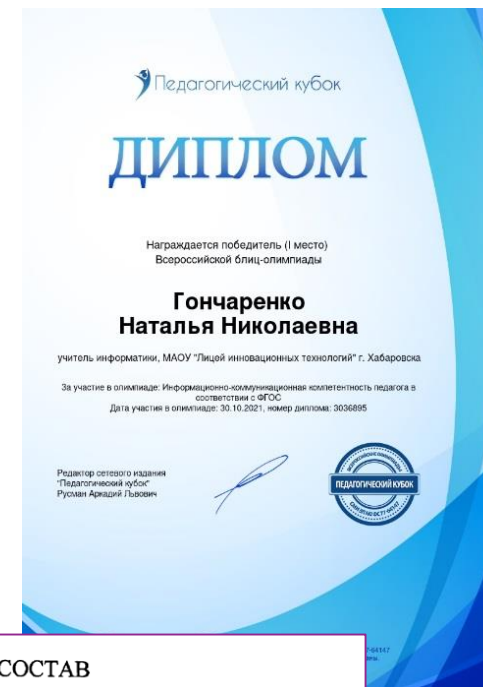 Педагогический кубок
ДИПЛОМ
Награждается победитель (I место)
Всероссийской блиц-олимпиады
Гончаренко
Наталья Николаевна
учитель информатики, МАОУ "Лицей инновационных технологий" г. Хабаровска
За участие в олимпиаде: Информационно-коммуникационная компетентность педагога в
соответствии с ФГОС
Дата участия в олимпиаде: 30.10.2021, номер диплома: 3036895
Редактор сетевого издания
"Педагогический кубок"
Русман Аркадий Львович
ПЕДАГОГИЧЕСКИЙ КУБОК
7-64147
СОСТАВ